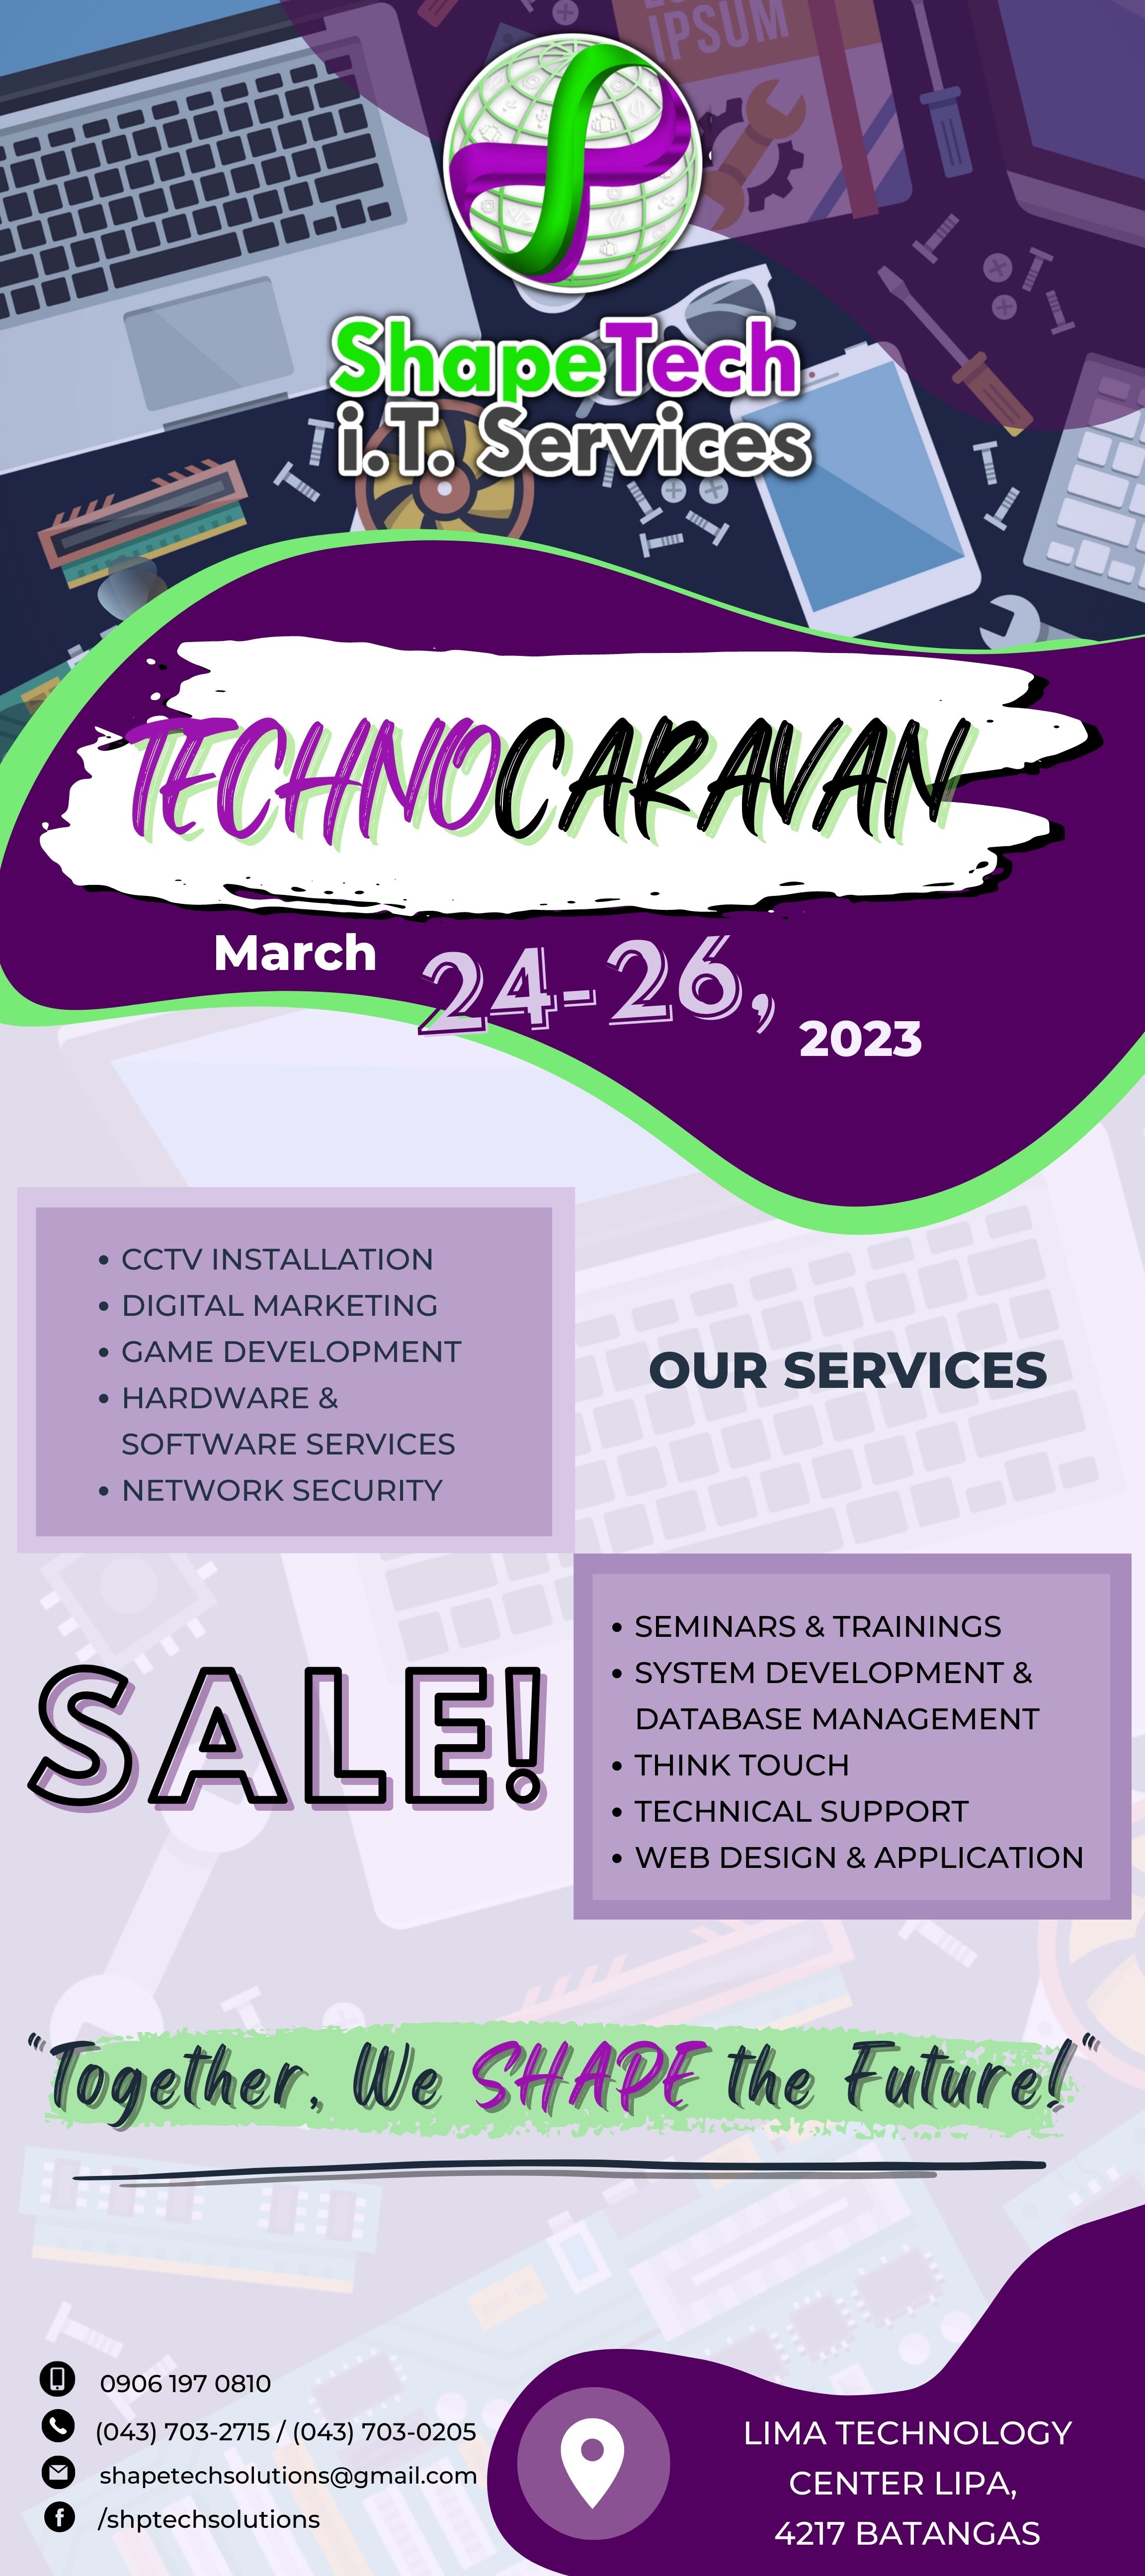 IPSUM
ShapeTech
i.T. Services
TECHNOCARAVAN
March 24-26, 2023
• CCTV INSTALLATION
• DIGITAL MARKETING
• GAME DEVELOPMENT
• HARDWARE &
SOFTWARE SERVICES
• NETWORK SECURITY
OUR SERVICES
SALE!
• SEMINARS & TRAININGS
• SYSTEM DEVELOPMENT &
DATABASE MANAGEMENT
• THINK TOUCH
• TECHNICAL SUPPORT
• WEB DESIGN & APPLICATION
"Together, We SHAPE the Future!"
0906 197 0810
(043) 703-2715 / (043) 703-0205
shapetechsolutions@gmail.com
/shptechsolutions
LIMA TECHNOLOGY
CENTER LIPA,
4217 BATANGAS